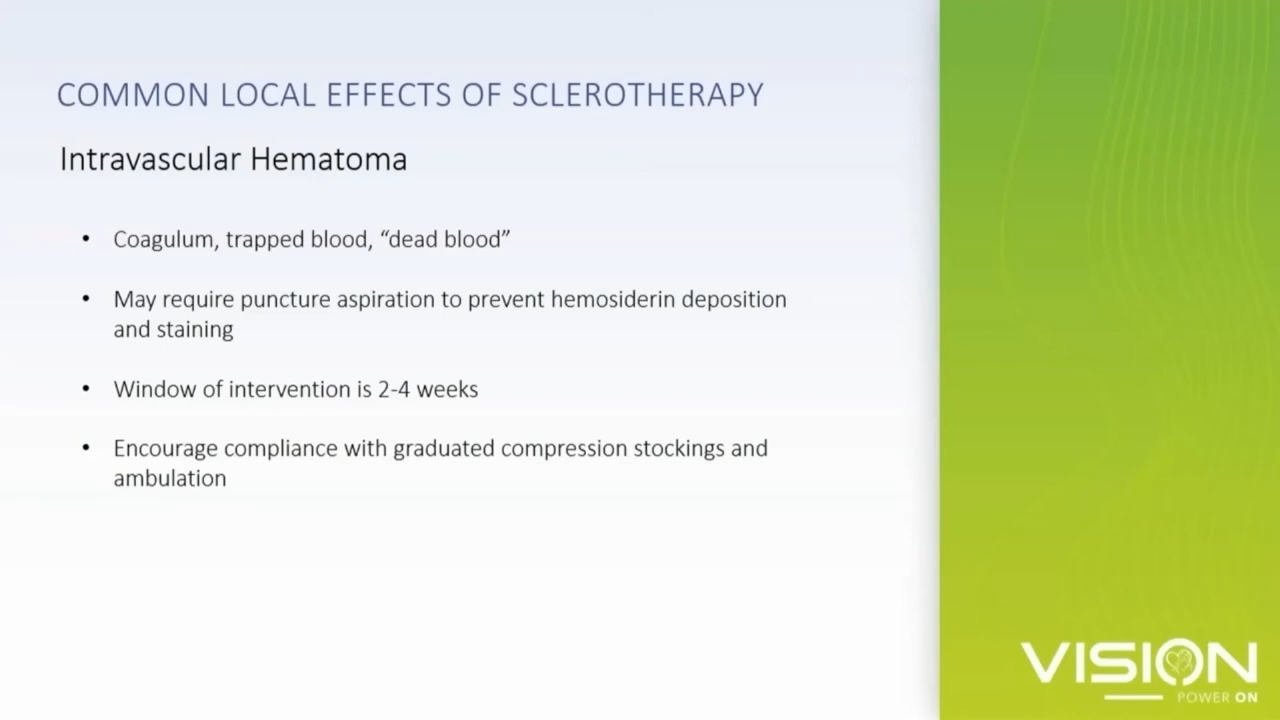 COMMON LOCAL EFFECTS OF SCLEROTHERAPY
Intravascular Hematoma
• Coagulum, trapped blood, “dead blood”
• May require puncture aspiration to prevent hemosiderin deposition
and staining
• Window of intervention is 2-4 weeks
• Encourage compliance with graduated compression stockings and
ambulation
VISION
POWER ON